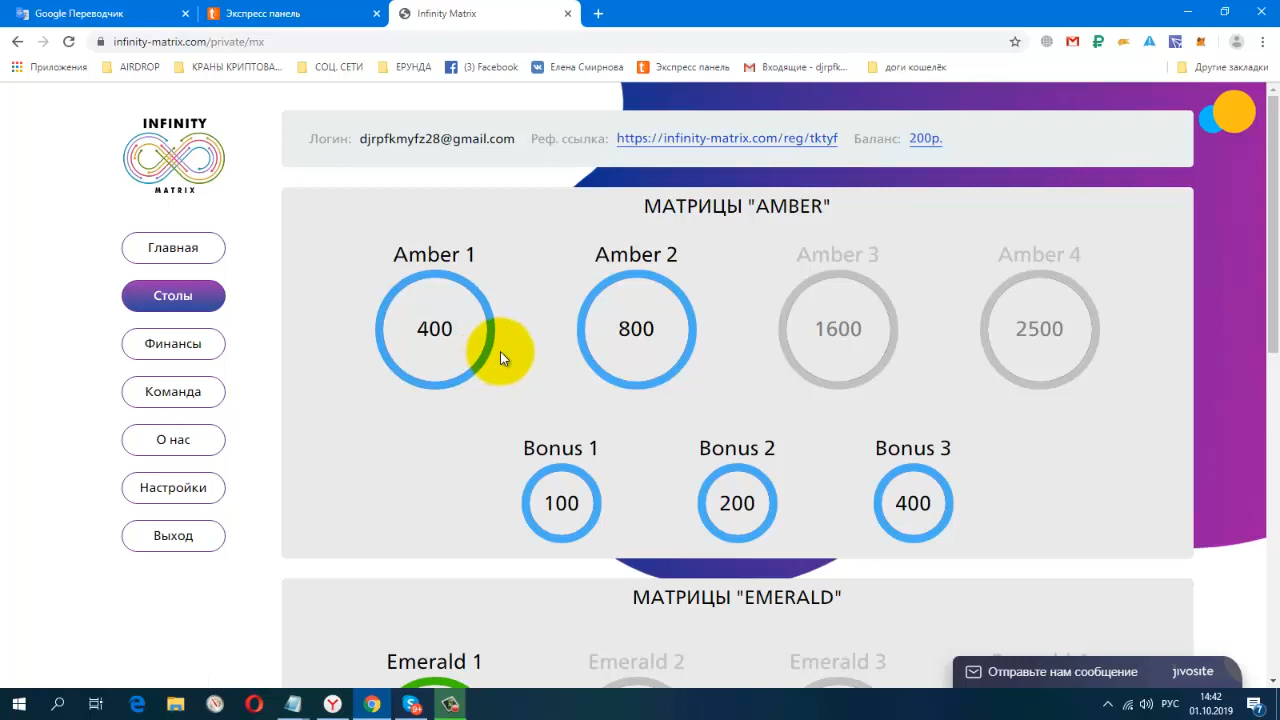 Google Переводчик
Экспресс панель
Infinity Matrix
infinity-matrix.com/private/mx
Приложения
AIRDROP
КРАНЫ КРИПТОВА...
СОЦ. СЕТИ
ЕРУНДА
(3) Facebook
Елена Смирнова
Экспресс панель
Входящие - djrpfk...
доги кошелёк
Другие закладки
INFINITY
MATRIX
Логин: djrpfkmyfz28@gmail.com Реф. ссылка: https://infinity-matrix.com/reg/tktyf Баланс: 200р.
Главная
Столы
Финансы
Команда
О нас
Настройки
Выход
МАТРИЦЫ "AMBER"
Amber 1 Amber 2 Amber 3 Amber 4
400 800 1600 2500
Bonus 1 Bonus 2 Bonus 3
100 200 400
МАТРИЦЫ "EMERALD"
Emerald 1 Emerald 2 Emerald 3
Отправьте нам сообщение jivosite
9+
РУС
14:42
01.10.2019
7